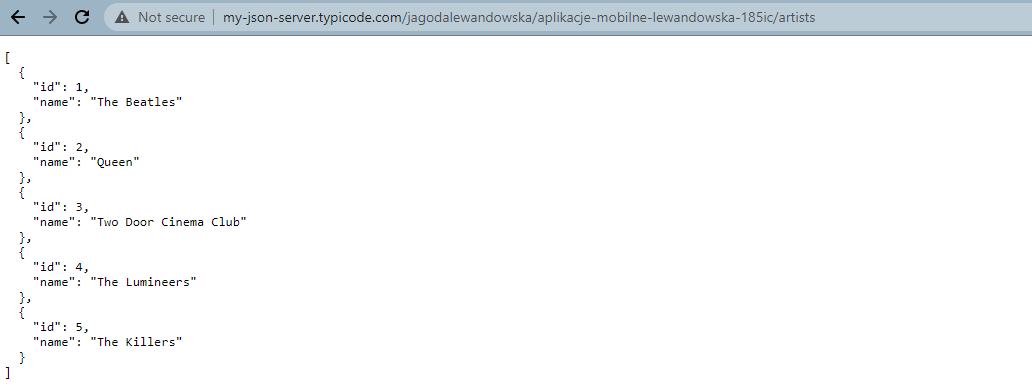 Not secure | my-json-server.typicode.com/jagodalewandowska/aplikacje-mobilne-lewandowska-185ic/artists
[
  {
    "id": 1,
    "name": "The Beatles"
  },
  {
    "id": 2,
    "name": "Queen"
  },
  {
    "id": 3,
    "name": "Two Door Cinema Club"
  },
  {
    "id": 4,
    "name": "The Lumineers"
  },
  {
    "id": 5,
    "name": "The Killers"
  }
]